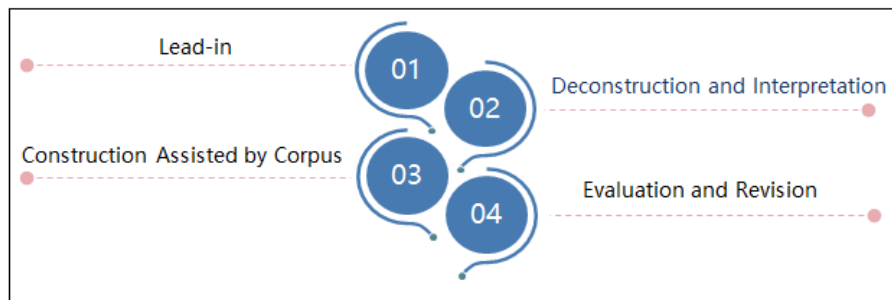 Lead-in
01
02
Deconstruction and Interpretation
Construction Assisted by Corpus
03
04
Evaluation and Revision